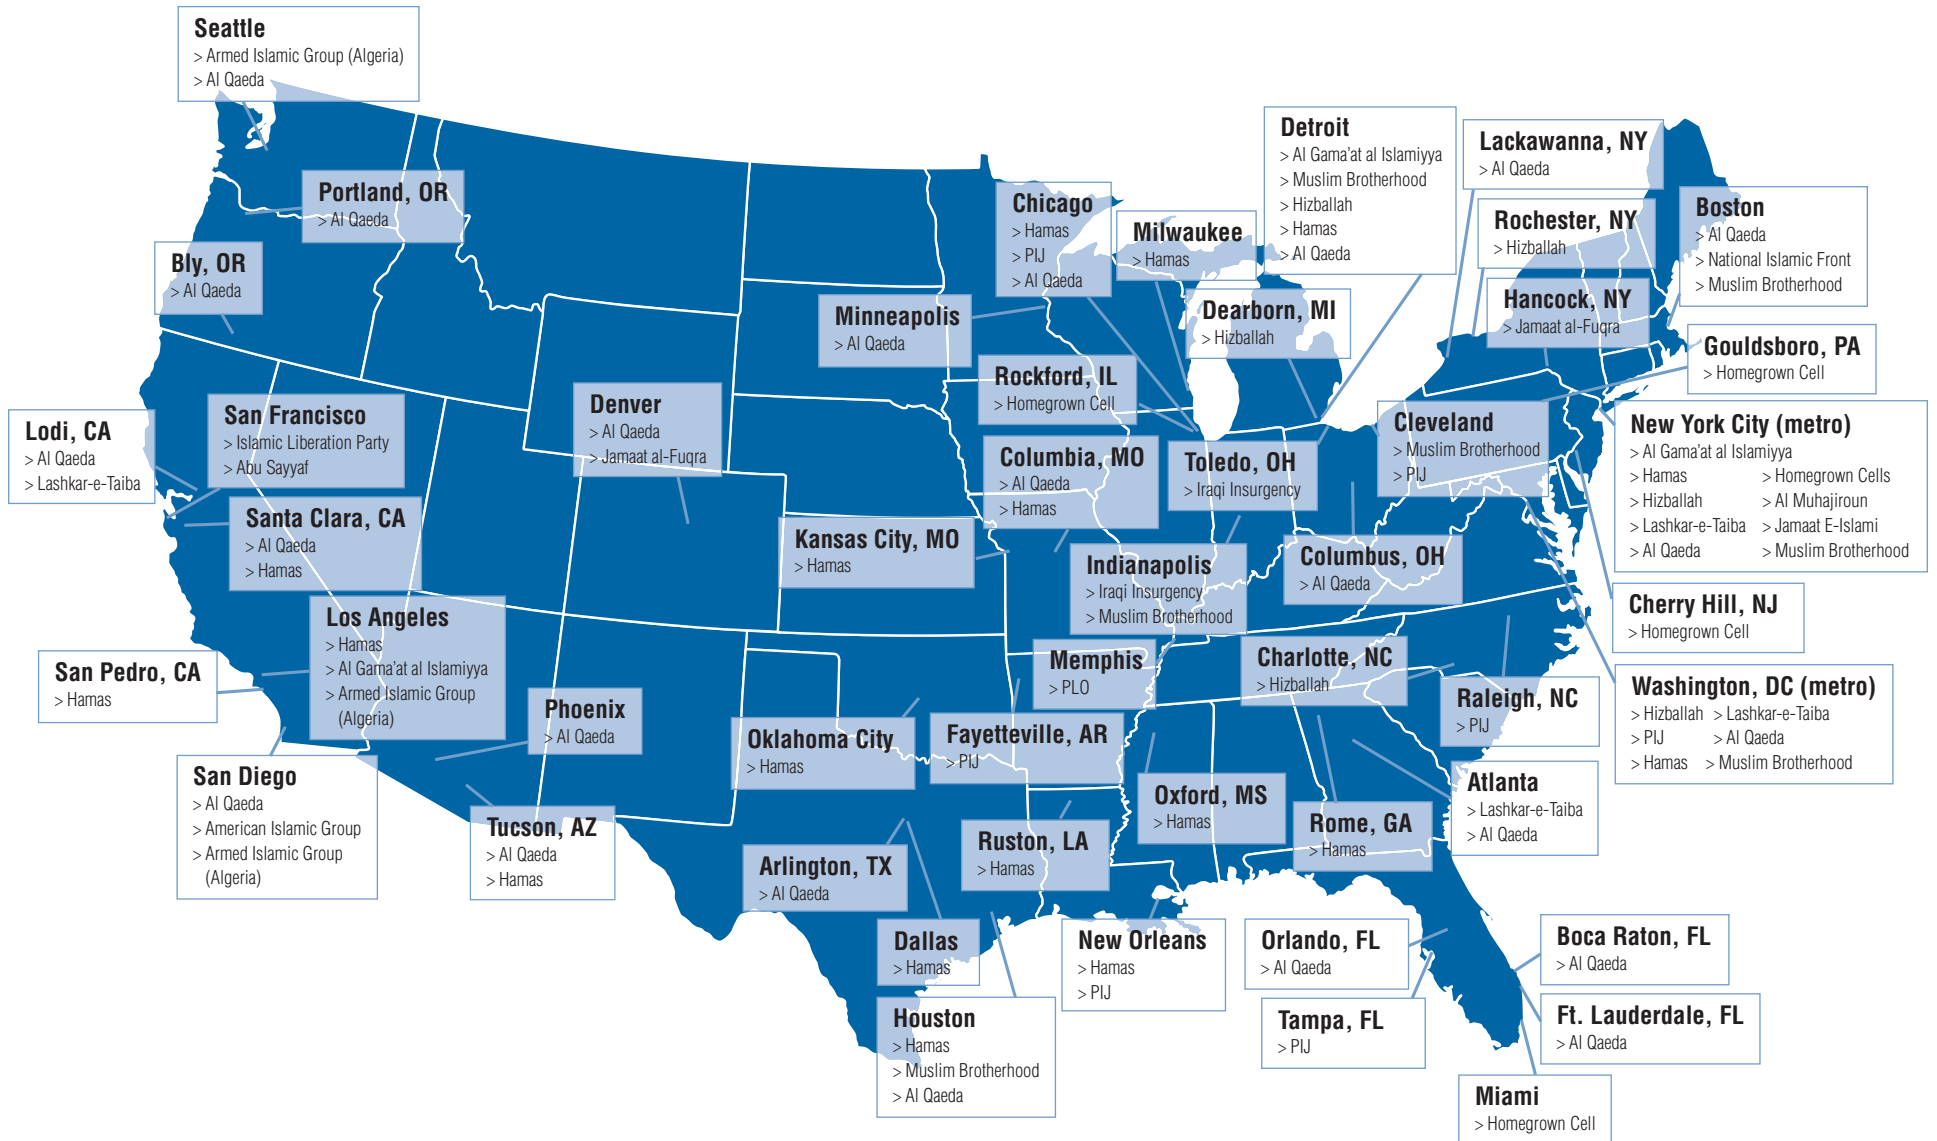 Seattle
> Armed Islamic Group (Algeria)
> Al Qaeda
Portland, OR
> Al Qaeda
Bly, OR
> Al Qaeda
Lodi, CA
> Al Qaeda
> Lashkar-e-Taiba
San Francisco
> Islamic Liberation Party
> Abu Sayyaf
Santa Clara, CA
> Al Qaeda
> Hamas
Los Angeles
> Hamas
> Al Gama'at al Islamiyya
> Armed Islamic Group
(Algeria)
San Pedro, CA
> Hamas
San Diego
> Al Qaeda
> American Islamic Group
> Armed Islamic Group
(Algeria)
Phoenix
> Al Qaeda
Tucson, AZ
> Al Qaeda
> Hamas
Denver
> Al Qaeda
> Jamaat al-Fuqra
Minneapolis
> Al Qaeda
Chicago
> Hamas
> PIJ
> Al Qaeda
Milwaukee
> Hamas
Detroit
> Al Gama'at al Islamiyya
> Muslim Brotherhood
> Hizballah
> Hamas
> Al Qaeda
Dearborn, MI
> Hizballah
Rockford, IL
> Homegrown Cell
Columbia, MO
> Al Qaeda
> Hamas
Kansas City, MO
> Hamas
Toledo, OH
> Iraqi Insurgency
Indianapolis
> Iraqi Insurgency
> Muslim Brotherhood
Columbus, OH
> Al Qaeda
Cleveland
> Muslim Brotherhood
> PIJ
Lackawanna, NY
> Al Qaeda
Rochester, NY
> Hizballah
Hancock, NY
> Jamaat al-Fuqra
Boston
> Al Qaeda
> National Islamic Front
> Muslim Brotherhood
Gouldsboro, PA
> Homegrown Cell
New York City (metro)
> Al Gama'at al Islamiyya
> Hamas > Homegrown Cells
> Hizballah > Al Muhajiroun
> Lashkar-e-Taiba > Jamaat E-Islami
> Al Qaeda > Muslim Brotherhood
Cherry Hill, NJ
> Homegrown Cell
Washington, DC (metro)
> Hizballah > Lashkar-e-Taiba
> PIJ > Al Qaeda
> Hamas > Muslim Brotherhood
Memphis
> PLO
Charlotte, NC
> Hizballah
Raleigh, NC
> PIJ
Oklahoma City
> Hamas
Fayetteville, AR
> PIJ
Oxford, MS
> Hamas
Rome, GA
> Hamas
Atlanta
> Lashkar-e-Taiba
> Al Qaeda
Arlington, TX
> Al Qaeda
Ruston, LA
> Hamas
Dallas
> Hamas
Houston
> Hamas
> Muslim Brotherhood
> Al Qaeda
New Orleans
> Hamas
> PIJ
Orlando, FL
> Al Qaeda
Tampa, FL
> PIJ
Boca Raton, FL
> Al Qaeda
Ft. Lauderdale, FL
> Al Qaeda
Miami
> Homegrown Cell